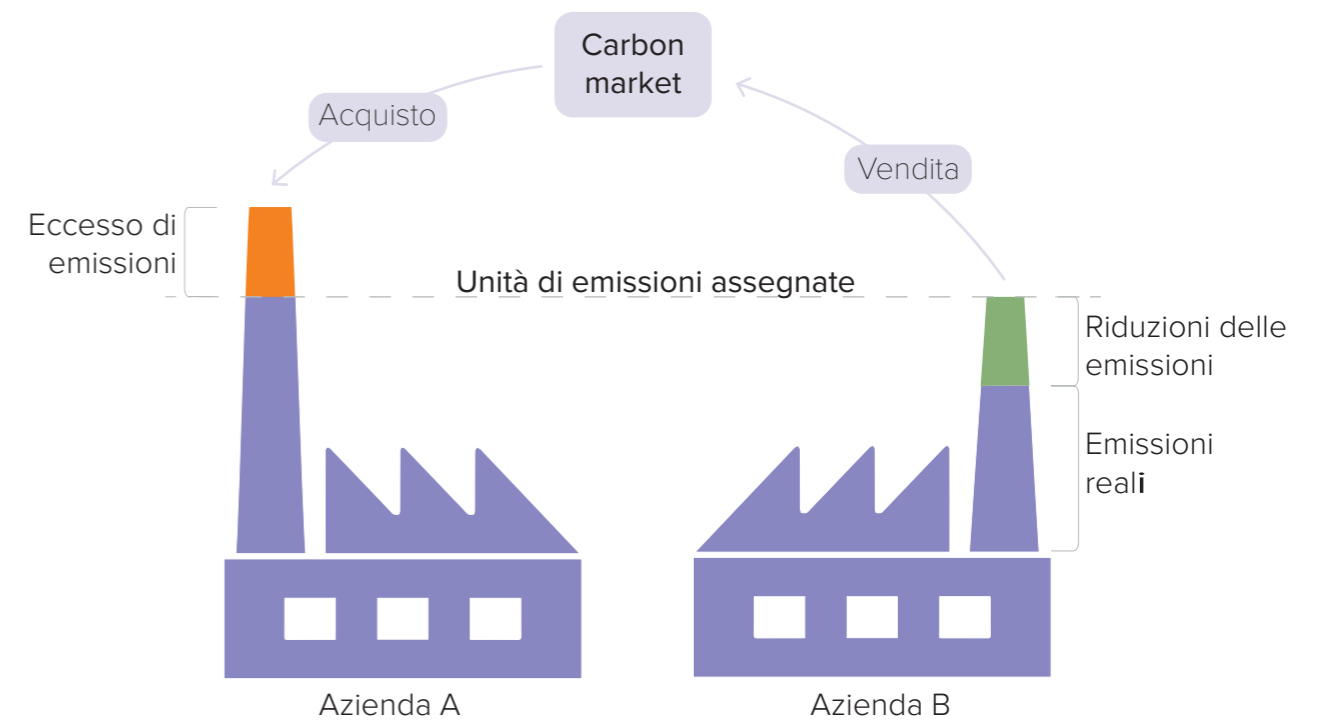 Carbon
market
Acquisto
Vendita
Eccesso di
emissioni
Unità di emissioni assegnate
Riduzioni delle
emissioni
Emissioni
reali
Azienda A
Azienda B